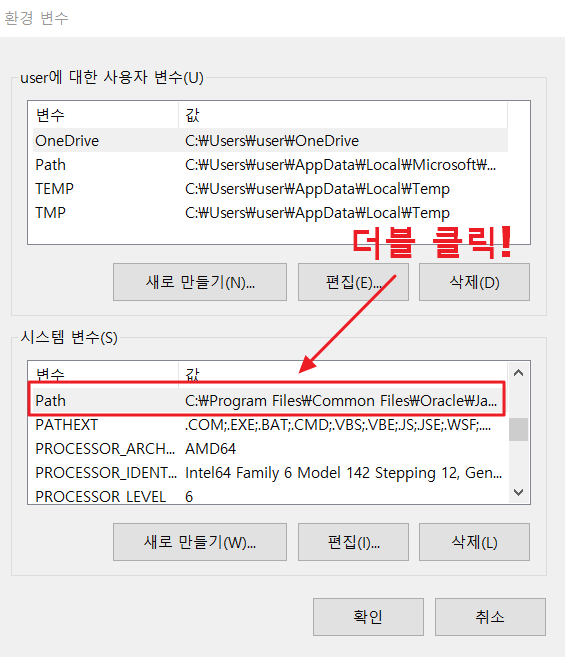 환경 변수
user에 대한 사용자 변수(U)
변수 값
OneDrive C:₩Users₩user₩OneDrive
Path C:₩Users₩user₩AppData₩Local₩Microsoft₩...
TEMP C:₩Users₩user₩AppData₩Local₩Temp
TMP C:₩Users₩user₩AppData₩Local₩Temp
더블 클릭!
새로 만들기(N)... 편집(E)... 삭제(D)
시스템 변수(S)
변수 값
Path C:₩Program Files₩Common Files₩Oracle₩Ja...
PATHEXT .COM;.EXE;.BAT;.CMD;.VBS;.VBE;.JS;.JSE;.WSF;....
PROCESSOR_ARCH... AMD64
PROCESSOR_IDENT... Intel64 Family 6 Model 142 Stepping 12, Gen...
PROCESSOR_LEVEL 6
새로 만들기(W)... 편집(I)... 삭제(L)
확인 취소